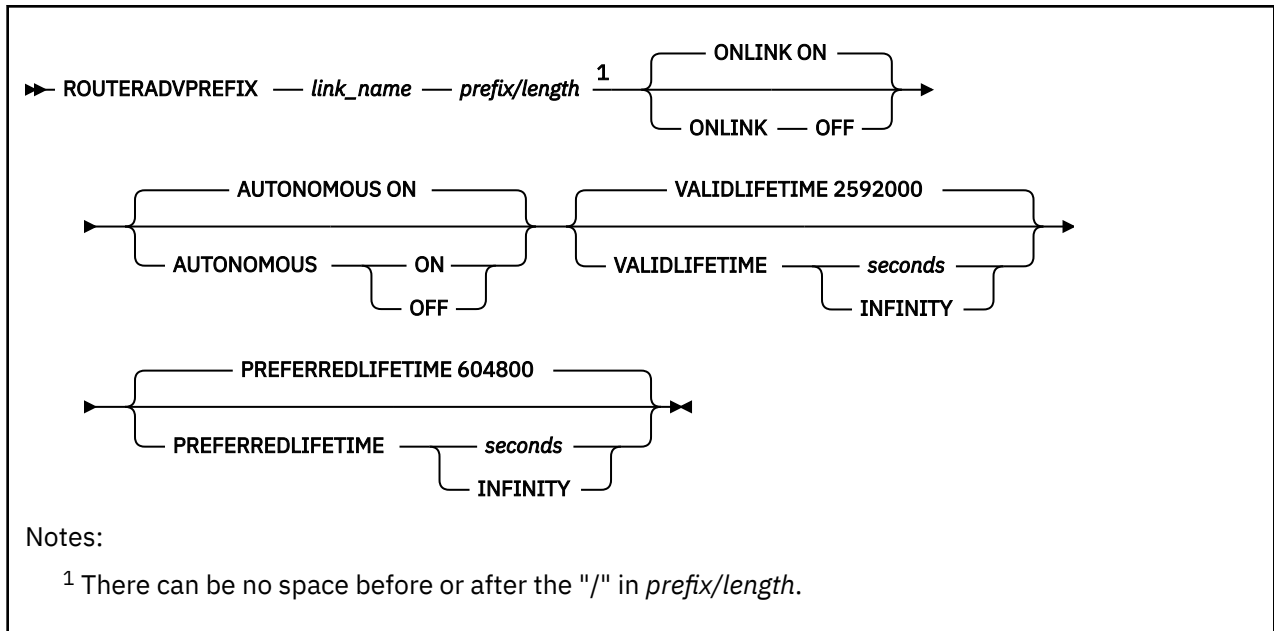 ONLINK ON
ROUTERADVPREFIX link_name prefix/length 1
ONLINK OFF
AUTONOMOUS ON VALIDLIFETIME 2592000
AUTONOMOUS ON VALIDLIFETIME seconds
OFF INFINITY
PREFERREDLIFETIME 604800
PREFERREDLIFETIME seconds
INFINITY
Notes:
1 There can be no space before or after the "/" in prefix/length.